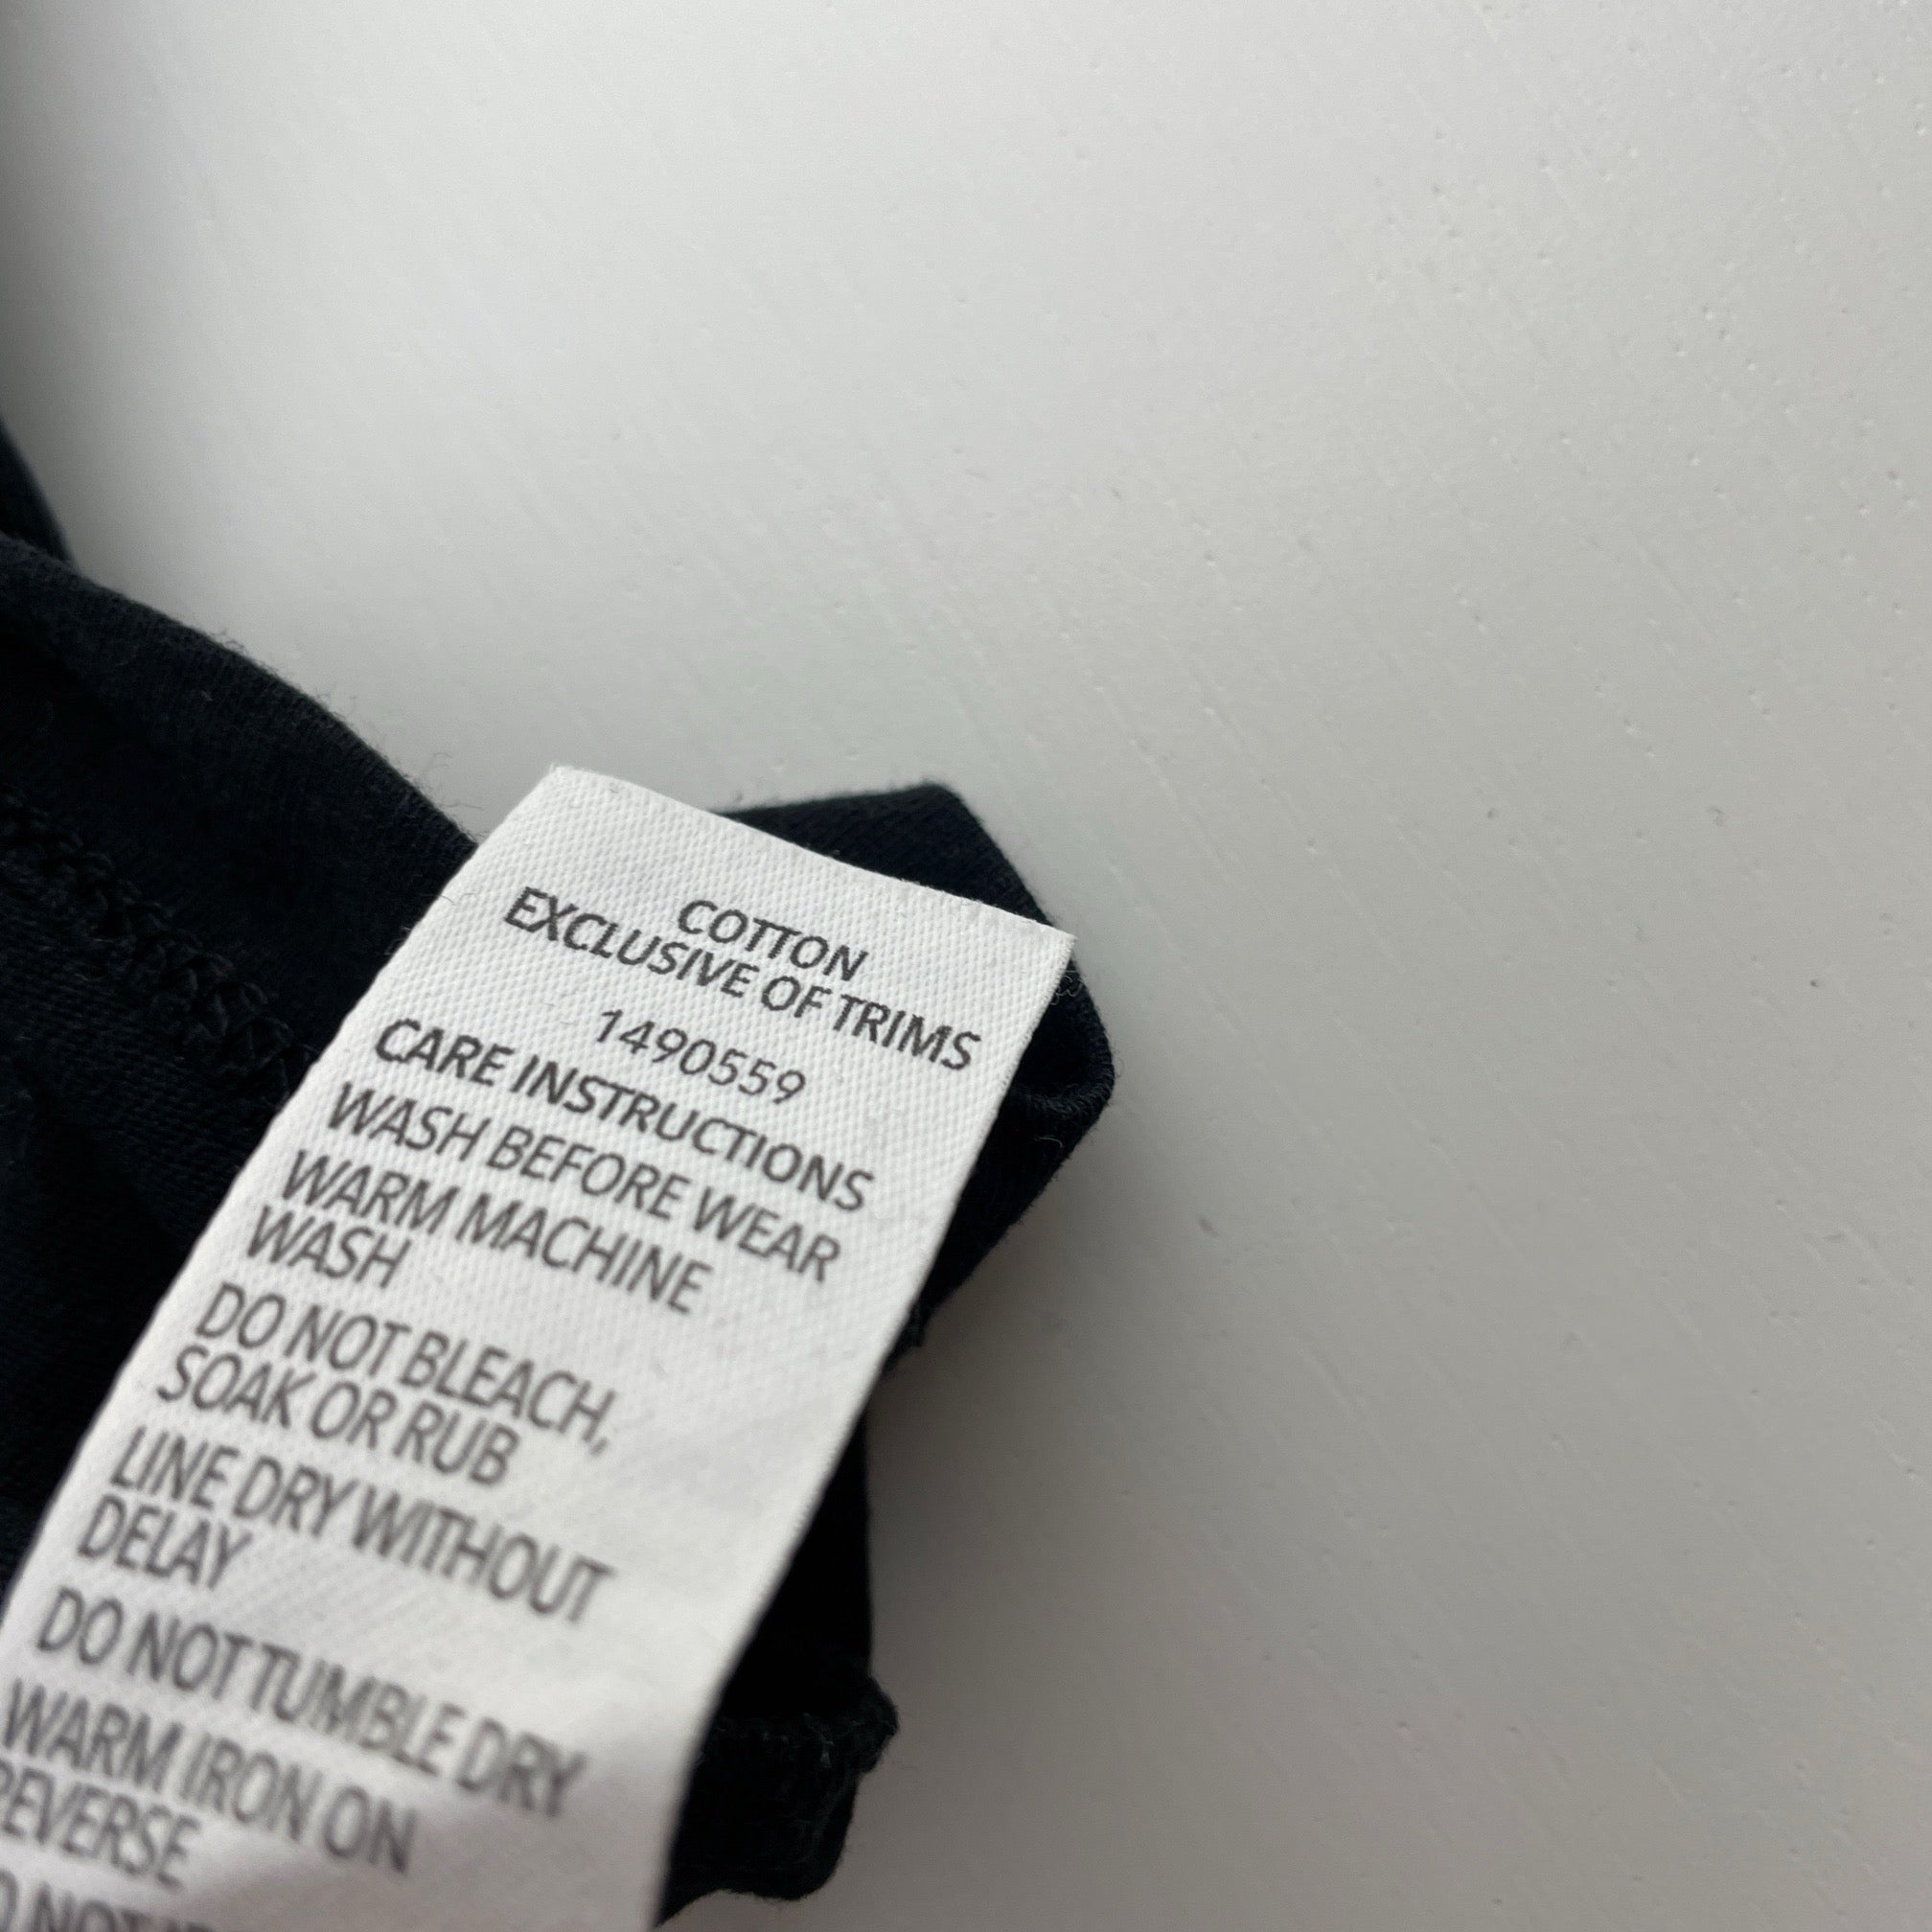 COTTON
EXCLUSIVE OF TRIMS
1490559
CARE INSTRUCTIONS
WASH BEFORE WEAR
WARM MACHINE
WASH
DO NOT BLEACH,
SOAK OR RUB
LINE DRY WITHOUT
DELAY
DO NOT TUMBLE DRY
WARM IRON ON
REVERSE
NOT